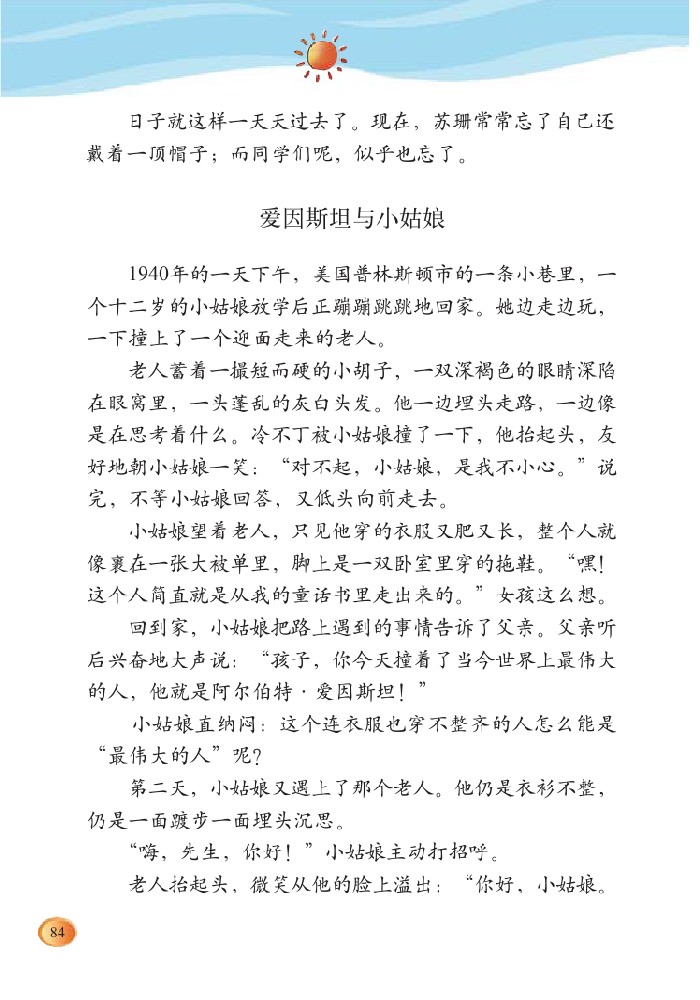 日子就这样一天天过去了。现在，苏珊常常忘了自己还
戴着一顶帽子；而同学们呢，似乎也忘了。
爱因斯坦与小姑娘
1940年的一天下午，美国普林斯顿市的一条小巷里，一
个十二岁的小姑娘放学后正蹦蹦跳跳地回家。她边走边玩，
一下撞上了一个迎面走来的老人。
老人蓄着一撮短而硬的小胡子，一双深褐色的眼睛深陷
在眼窝里，一头蓬乱的灰白头发。他一边埋头走路，一边像
是在思考着什么。冷不丁被小姑娘撞了一下，他抬起头，友
好地朝小姑娘一笑：“对不起，小姑娘，是我不小心。”说
完，不等小姑娘回答，又低头向前走去。
小姑娘望着老人，只见他穿的衣服又肥又长，整个人就
像裹在一张大被单里，脚上是一双卧室里穿的拖鞋。“嘿！
这个人简直就是从我的童话书里走出来的。”女孩这么想。
回到家，小姑娘把路上遇到的事情告诉了父亲。父亲听
后兴奋地大声说：“孩子，你今天撞着了当今世界上最伟大
的人，他就是阿尔伯特·爱因斯坦！”
小姑娘直纳闷：这个连衣服也穿不整齐的人怎么能是
“最伟大的人”呢？
第二天，小姑娘又遇上了那个老人。他仍是衣衫不整，
仍是一面踱步一面埋头沉思。
“嗨，先生，你好！”小姑娘主动打招呼。
老人抬起头，微笑从他的脸上溢出：“你好，小姑娘。
84